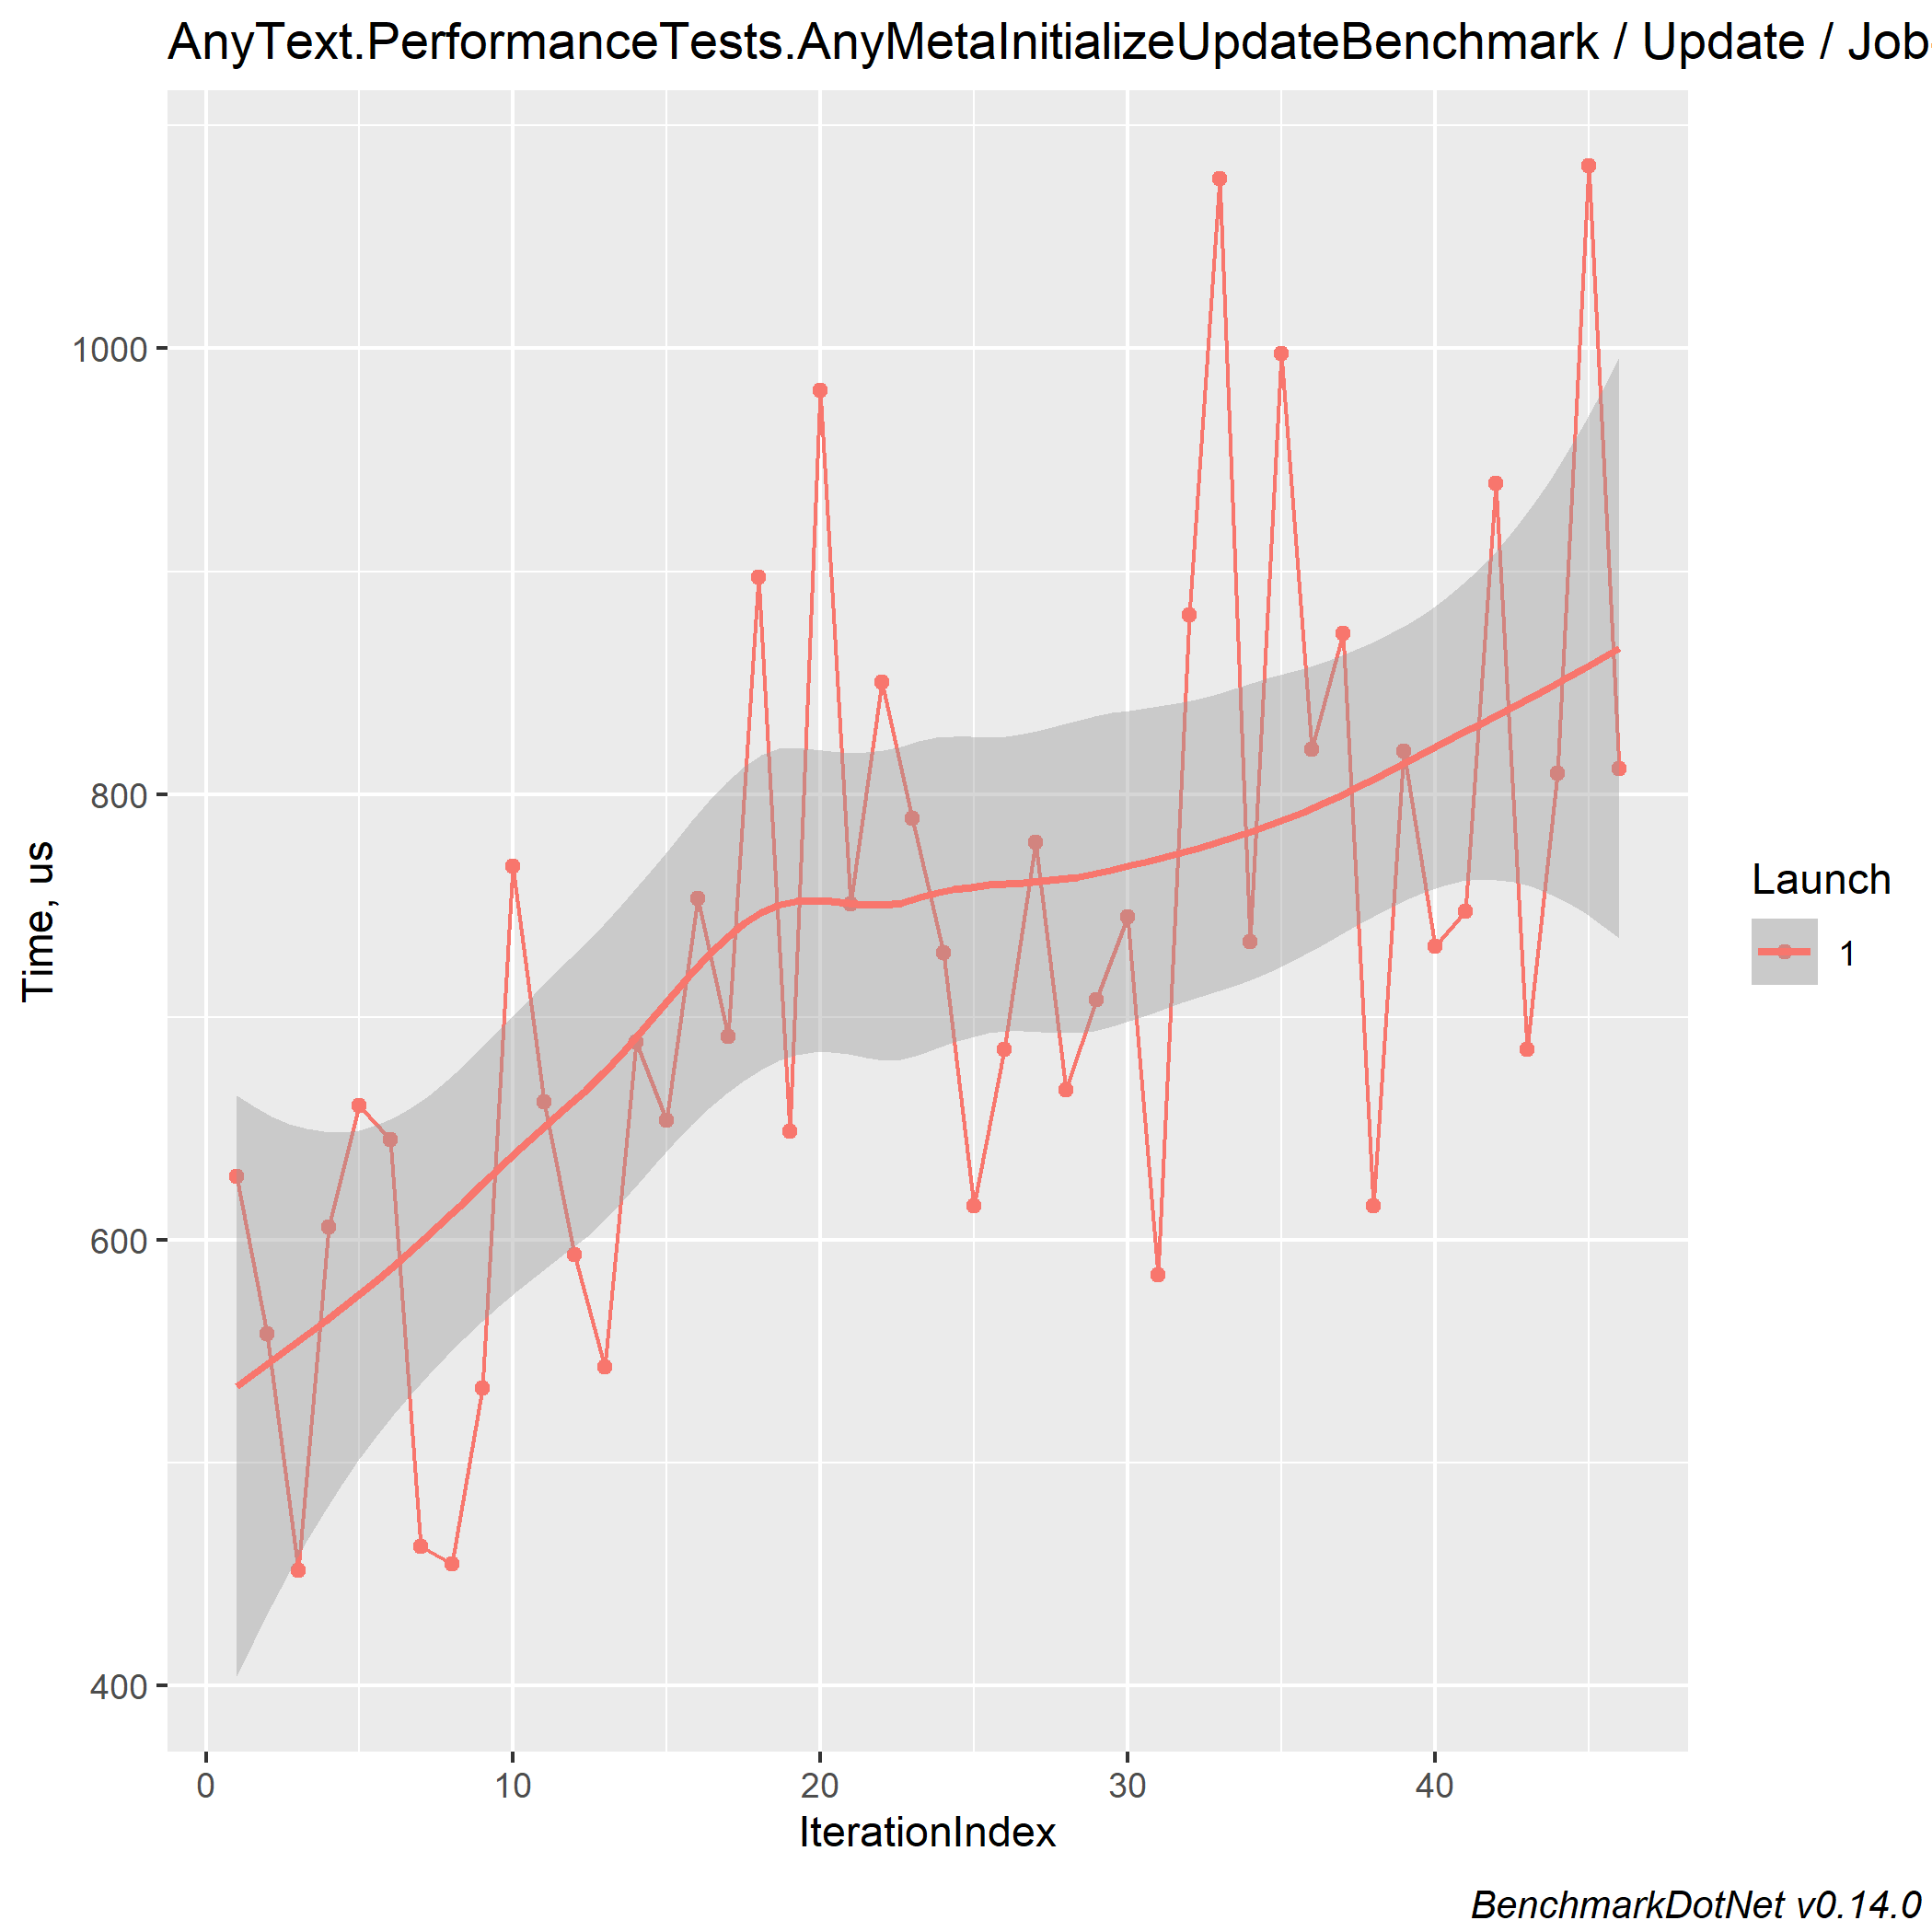 AnyText.PerformanceTests.AnyMetaInitializeUpdateBenchmark / Update / Job
1000
800
600
400
Time, us
0 10 20 30 40
IterationIndex
Launch
1
BenchmarkDotNet v0.14.0